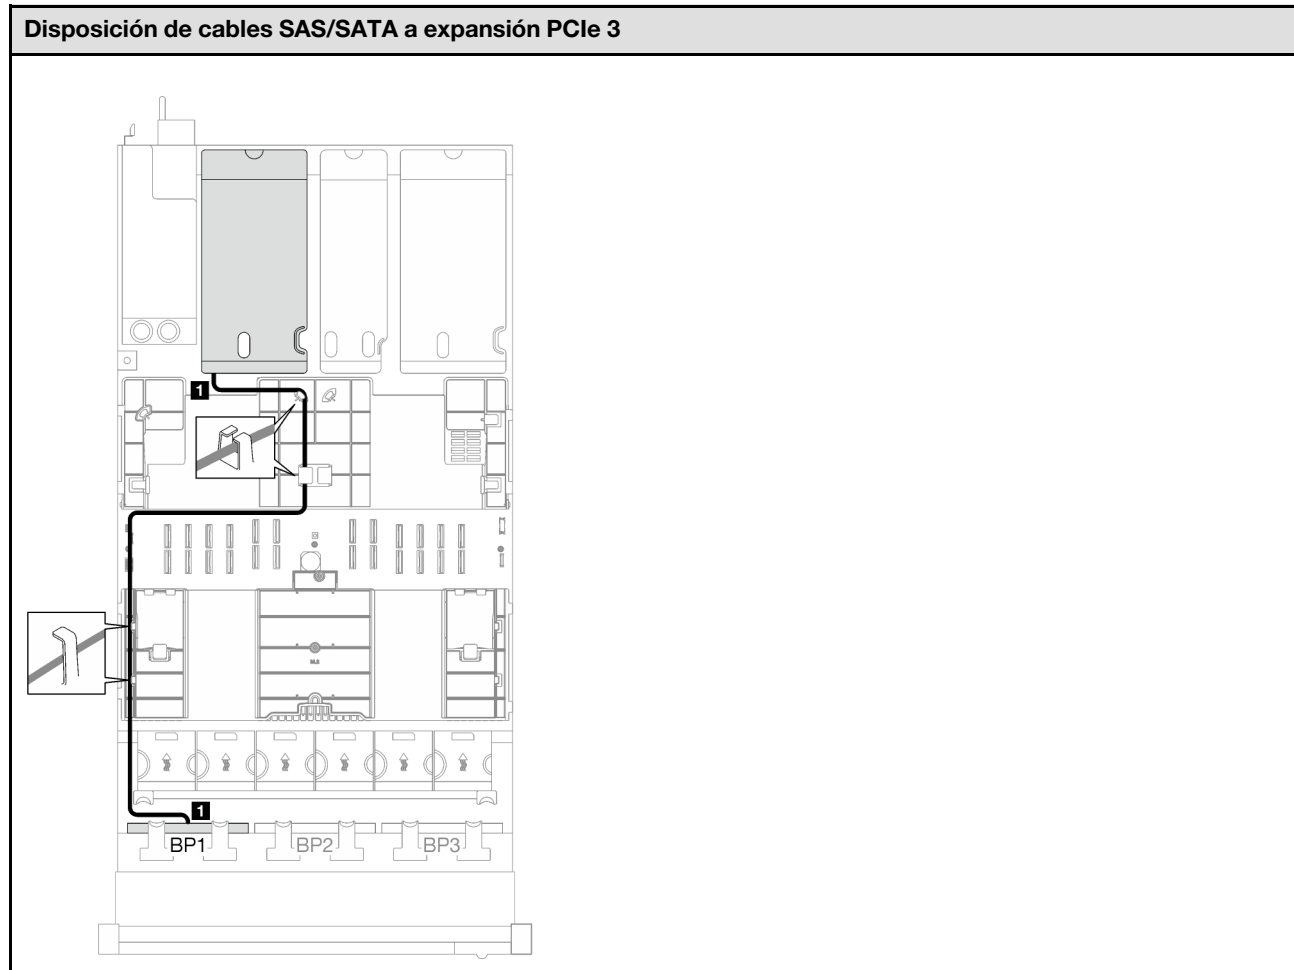 Disposición de cables SAS/SATA a expansión PCIe 3
1
1
BP1
BP2
BP3